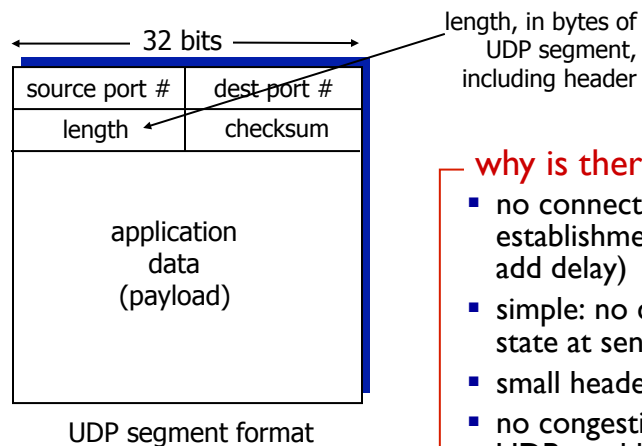 32 bits
length, in bytes of
UDP segment,
including header
source port #
dest port #
length
checksum
application
data
(payload)
UDP segment format
why is ther
no connect
establishme
add delay)
simple: no
state at sen
small heade
no congesti